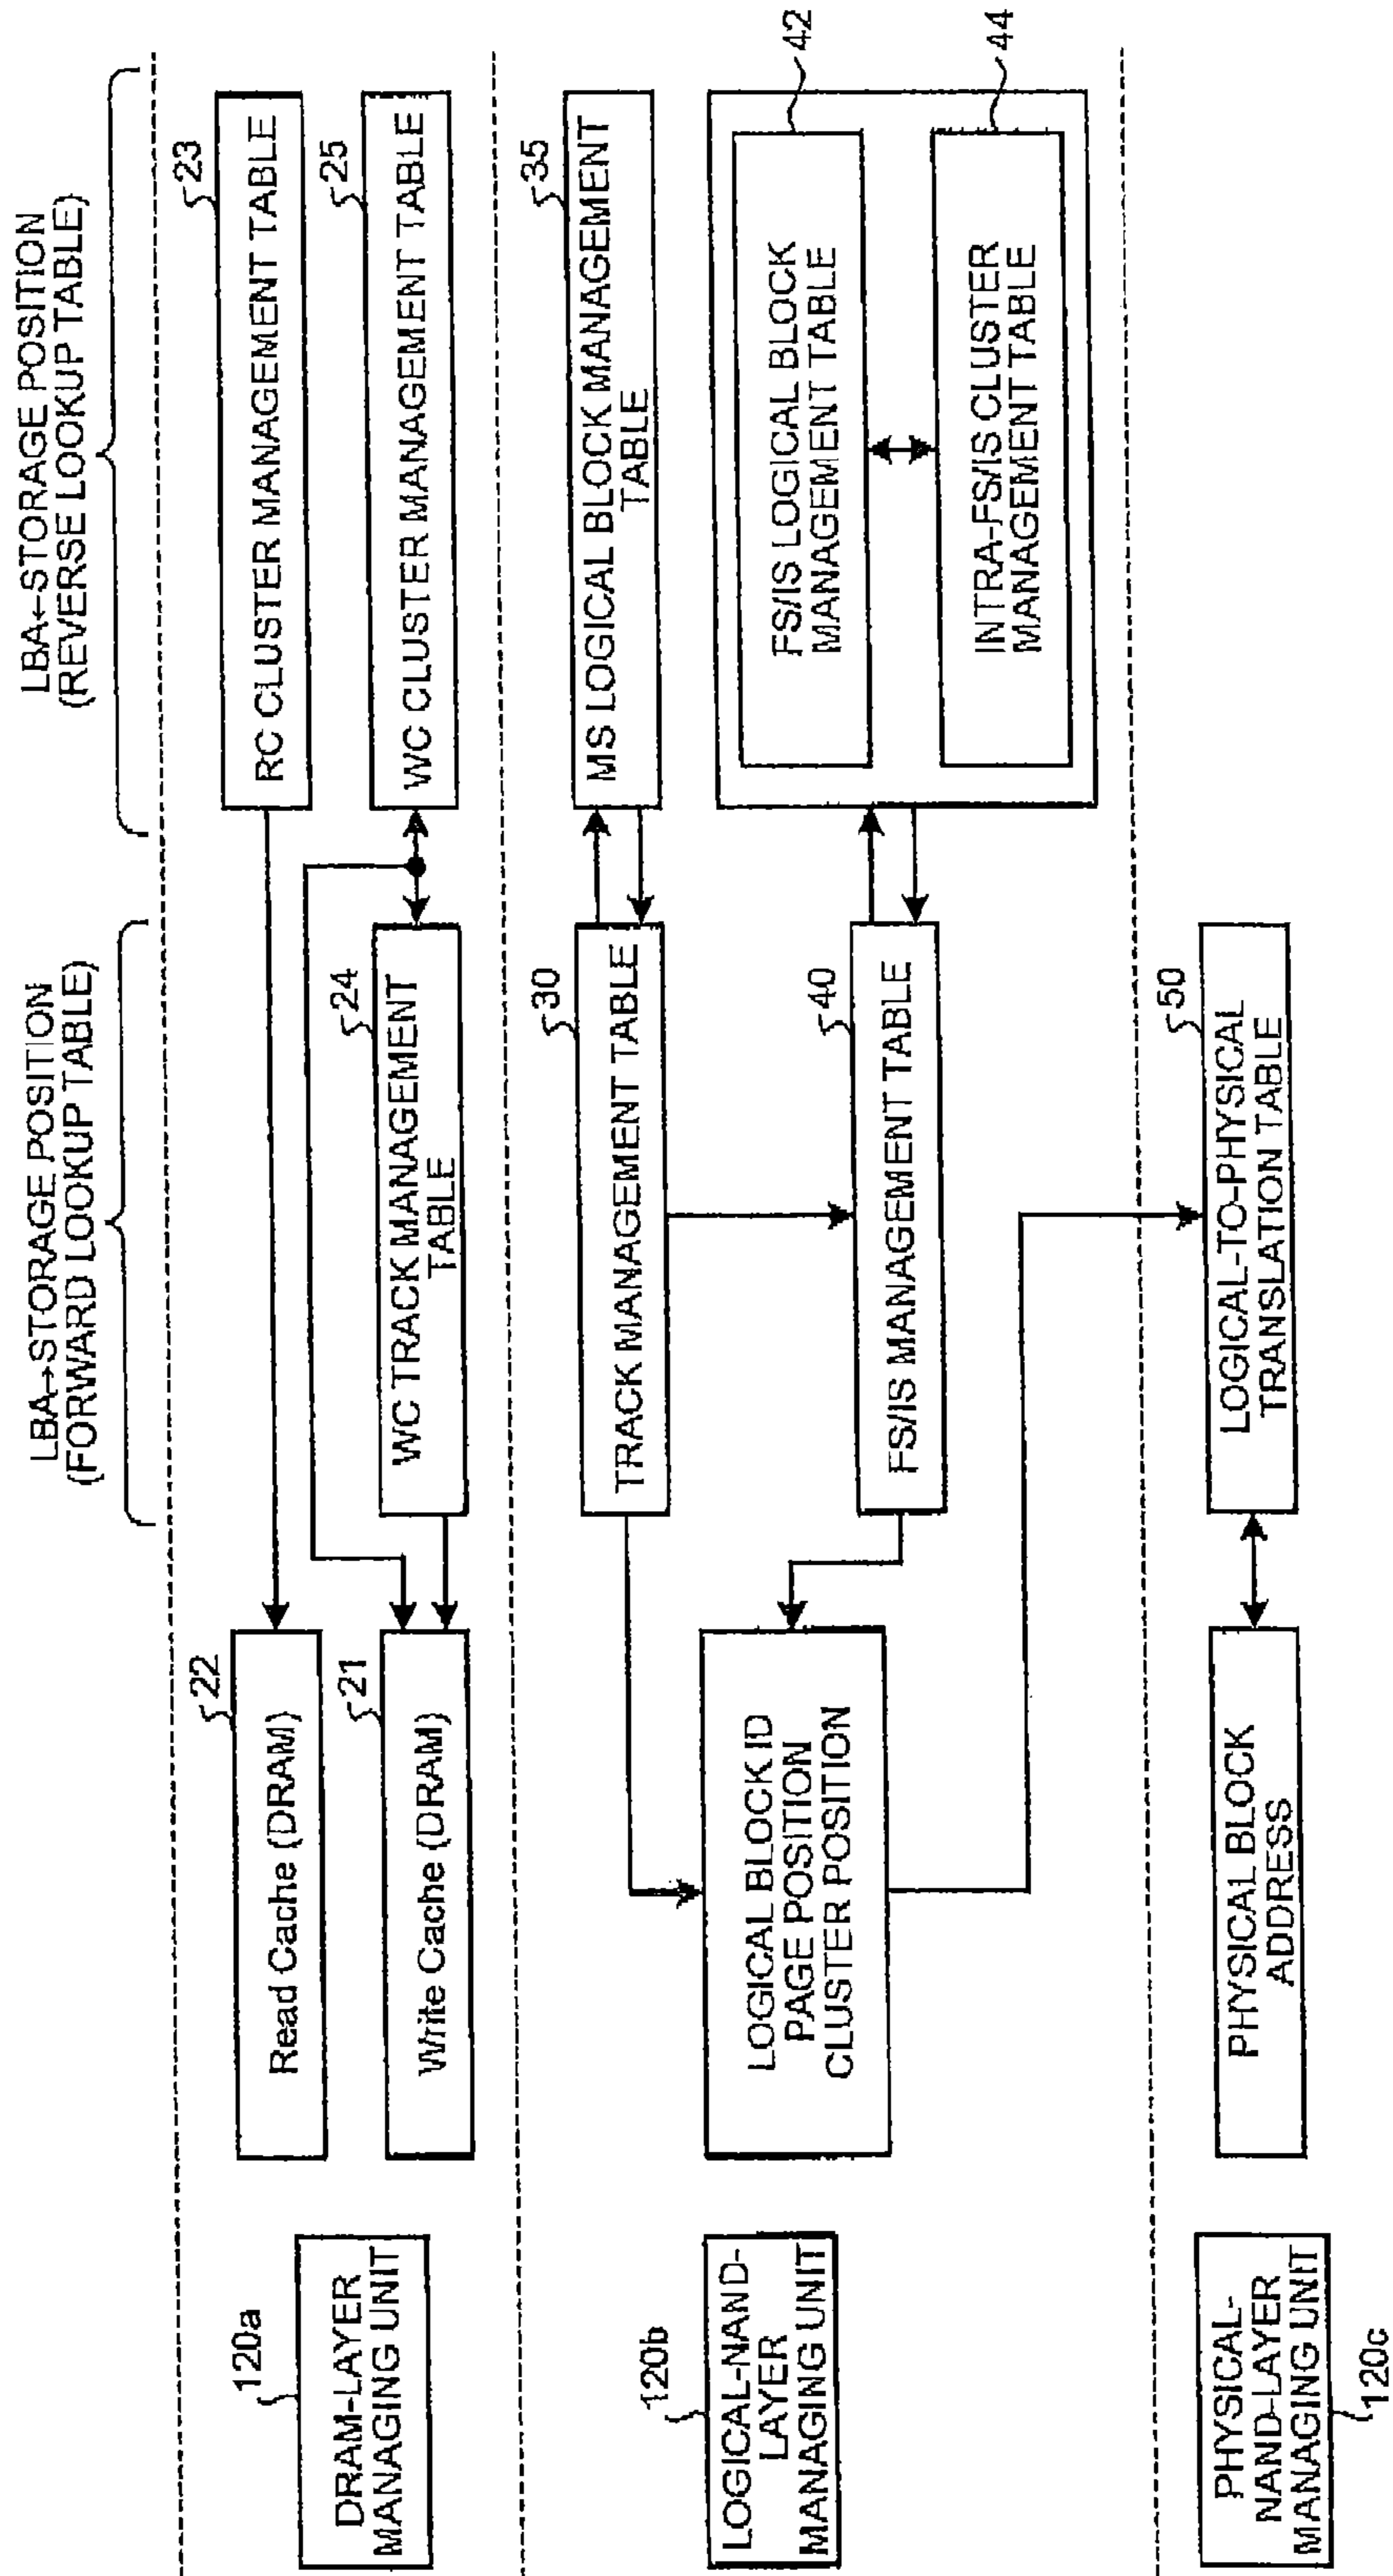 LBA→STORAGE POSITION
(FORWARD LOOKUP TABLE)
LBA←STORAGE POSITION
(REVERSE LOOKUP TABLE)
120a
DRAM-LAYER
MANAGING UNIT
22
Read Cache (DRAM)
21
Write Cache (DRAM)
24
WC TRACK MANAGEMENT
TABLE
23
RC CLUSTER MANAGEMENT TABLE
25
WC CLUSTER MANAGEMENT TABLE
120b
LOGICAL-NAND-
LAYER
MANAGING UNIT
LOGICAL BLOCK ID
PAGE POSITION
CLUSTER POSITION
30
TRACK MANAGEMENT TABLE
40
FS/IS MANAGEMENT TABLE
35
MS LOGICAL BLOCK MANAGEMENT
TABLE
42
FS/IS LOGICAL BLOCK
MANAGEMENT TABLE
44
INTRA-FS/IS CLUSTER
MANAGEMENT TABLE
PHYSICAL-
NAND-LAYER
MANAGING UNIT
120c
PHYSICAL BLOCK
ADDRESS
50
LOGICAL-TO-PHYSICAL
TRANSLATION TABLE